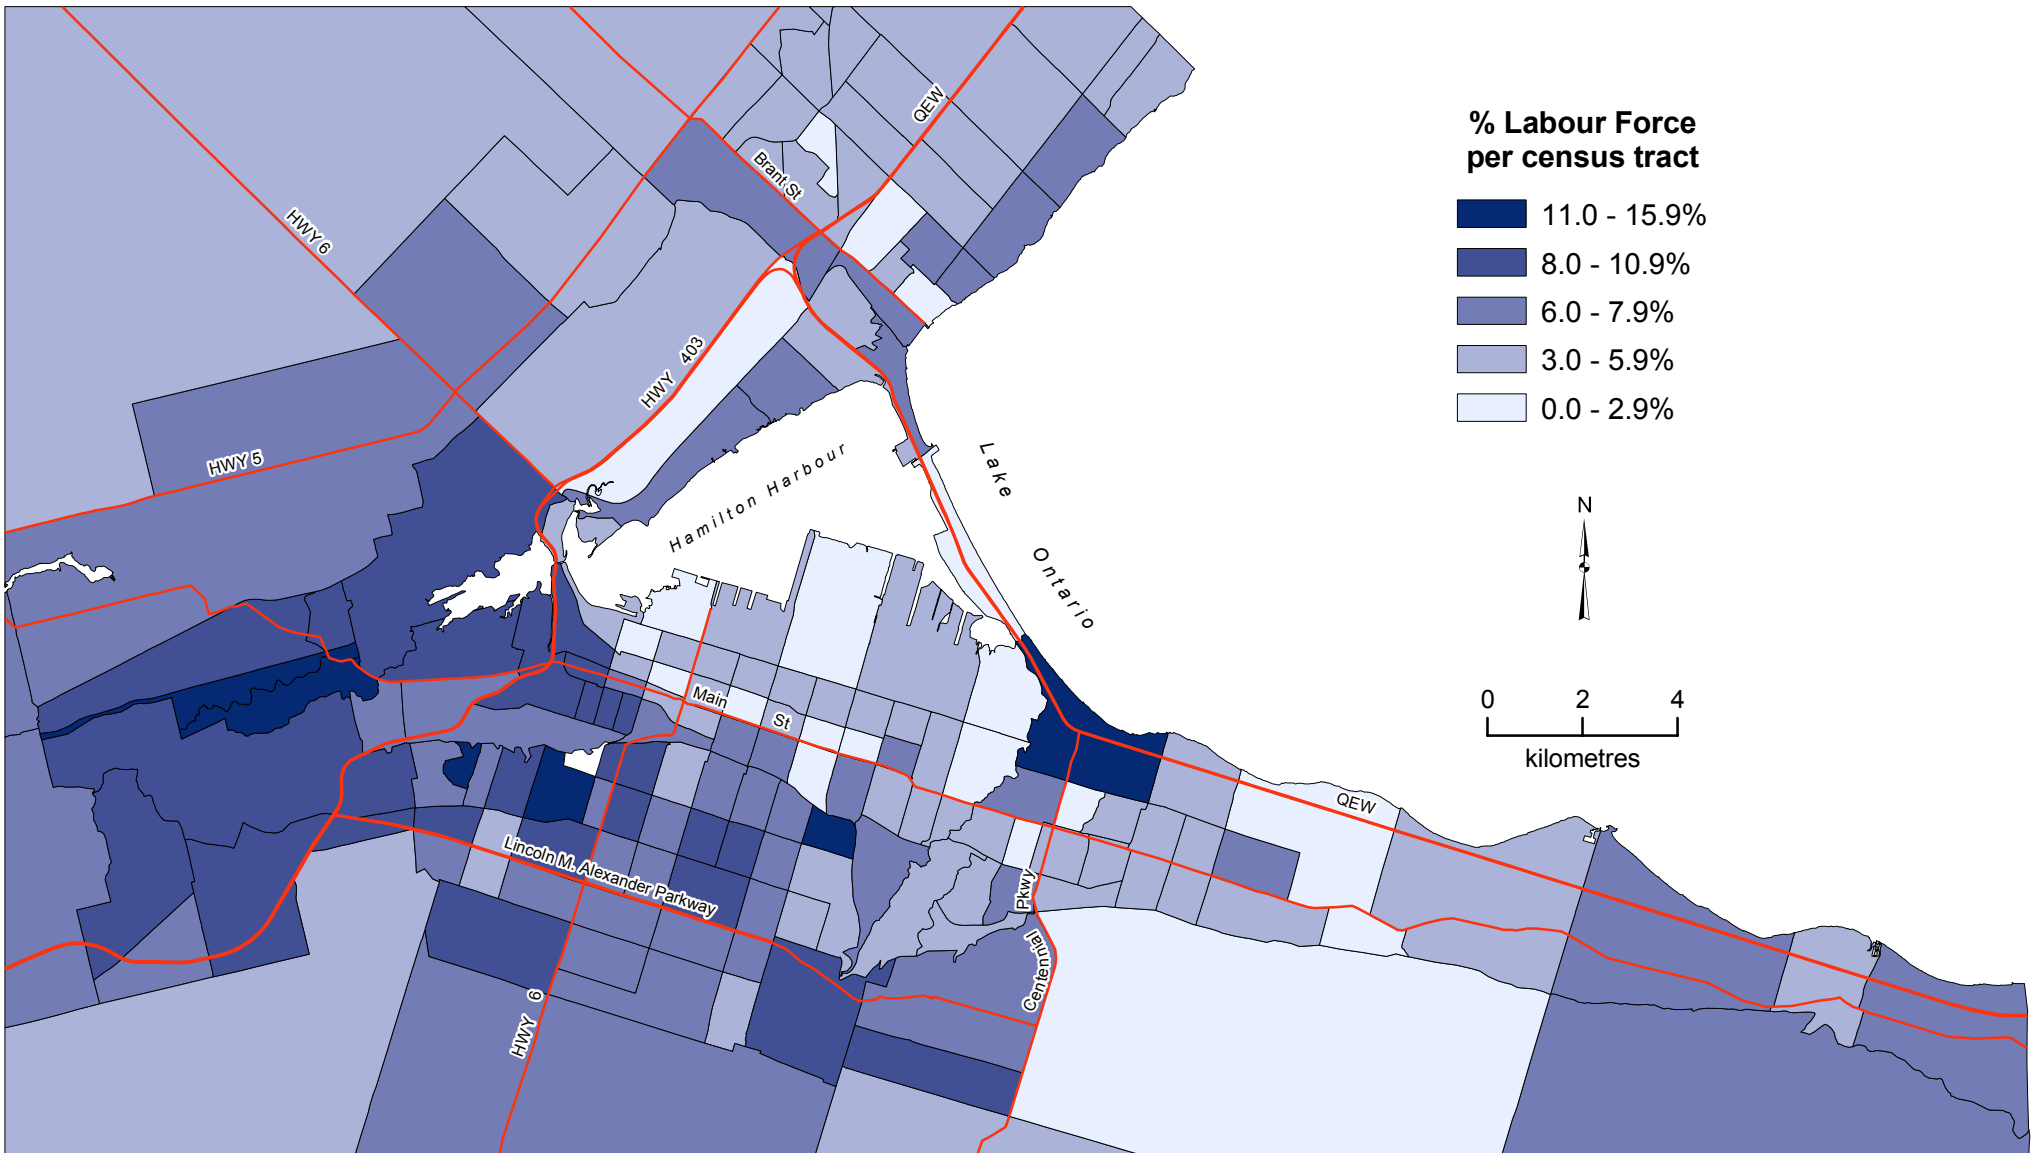 % Labour Force
per census tract
11.0 - 15.9%
8.0 - 10.9%
6.0 - 7.9%
3.0 - 5.9%
0.0 - 2.9%
QEW
Brant St
HWY 6
HWY 403
HWY 5
Hamilton Harbour
Lake
Ontario
N
0 2 4
kilometres
Main St
QEW
Lincoln M. Alexander Parkway
Centennial Pkwy
HWY 6